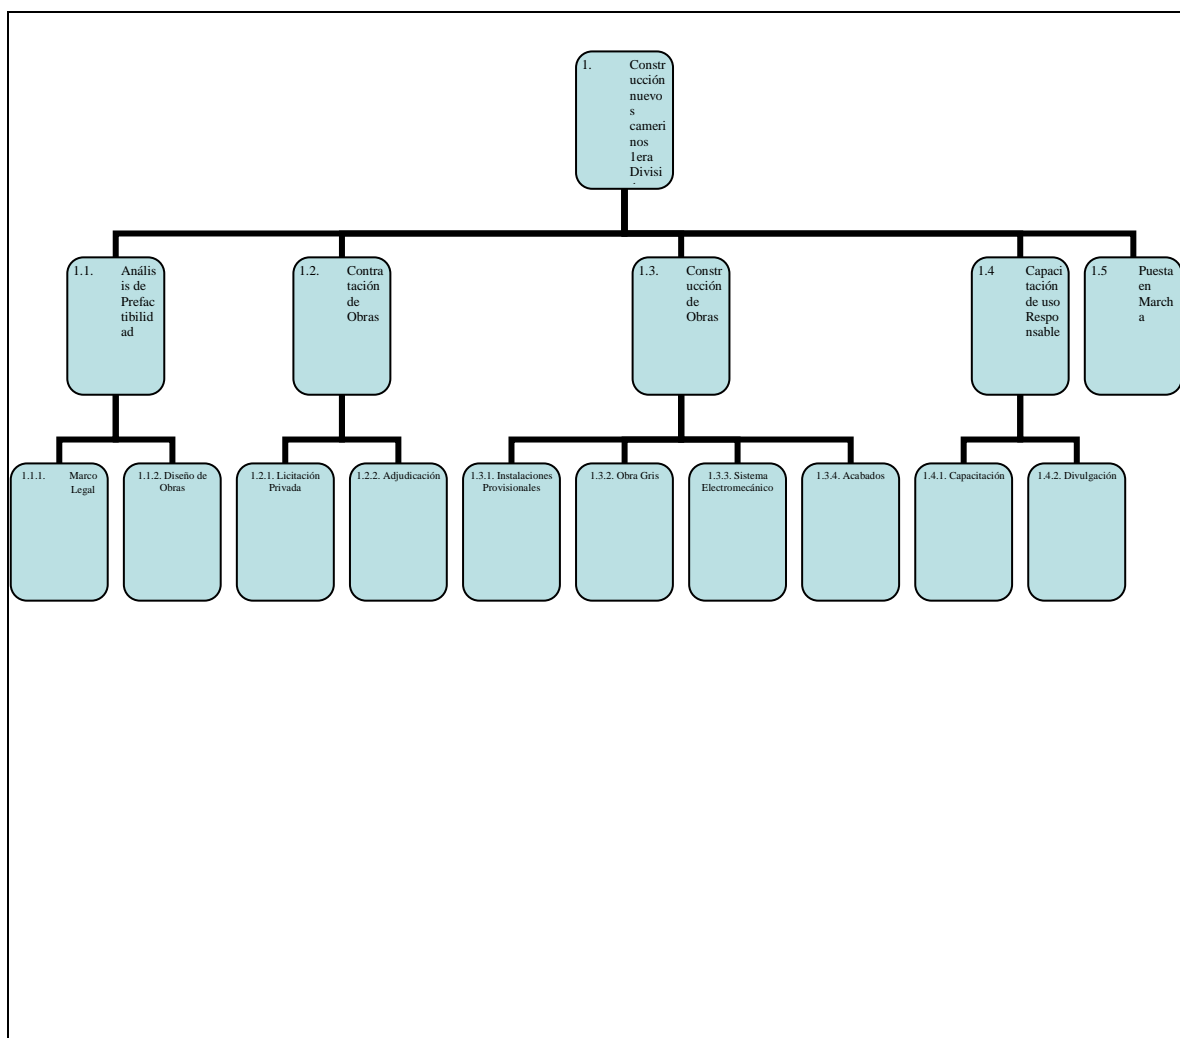 1. Constr
ucción
nuevo
s
cameri
nos
1era
Divisi
1.1. Anális
is de
Prefac
tibilid
ad
1.2. Contra
tación
de
Obras
1.3. Constr
ucción
de
Obras
1.4 Capaci
tación
de uso
Respo
nsable
1.5 Puesta
en
March
a
1.1.1. Marco
Legal
1.1.2. Diseño de
Obras
1.2.1. Licitación
Privada
1.2.2. Adjudicación
1.3.1. Instalaciones
Provisionales
1.3.2. Obra Gris
1.3.3. Sistema
Electromecánico
1.3.4. Acabados
1.4.1. Capacitación
1.4.2. Divulgación